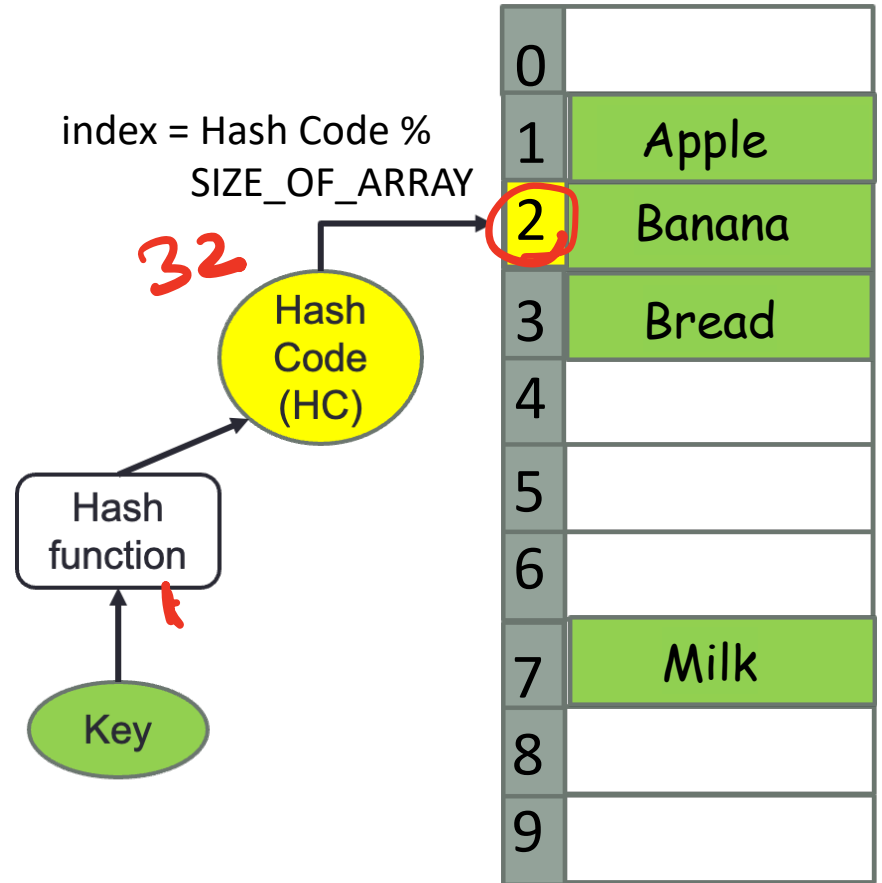 index = Hash Code %
SIZE_OF_ARRAY
32
Hash
Code
(HC)
Hash
function
Key
0
1 Apple
2 Banana
3 Bread
4
5
6
7 Milk
8
9